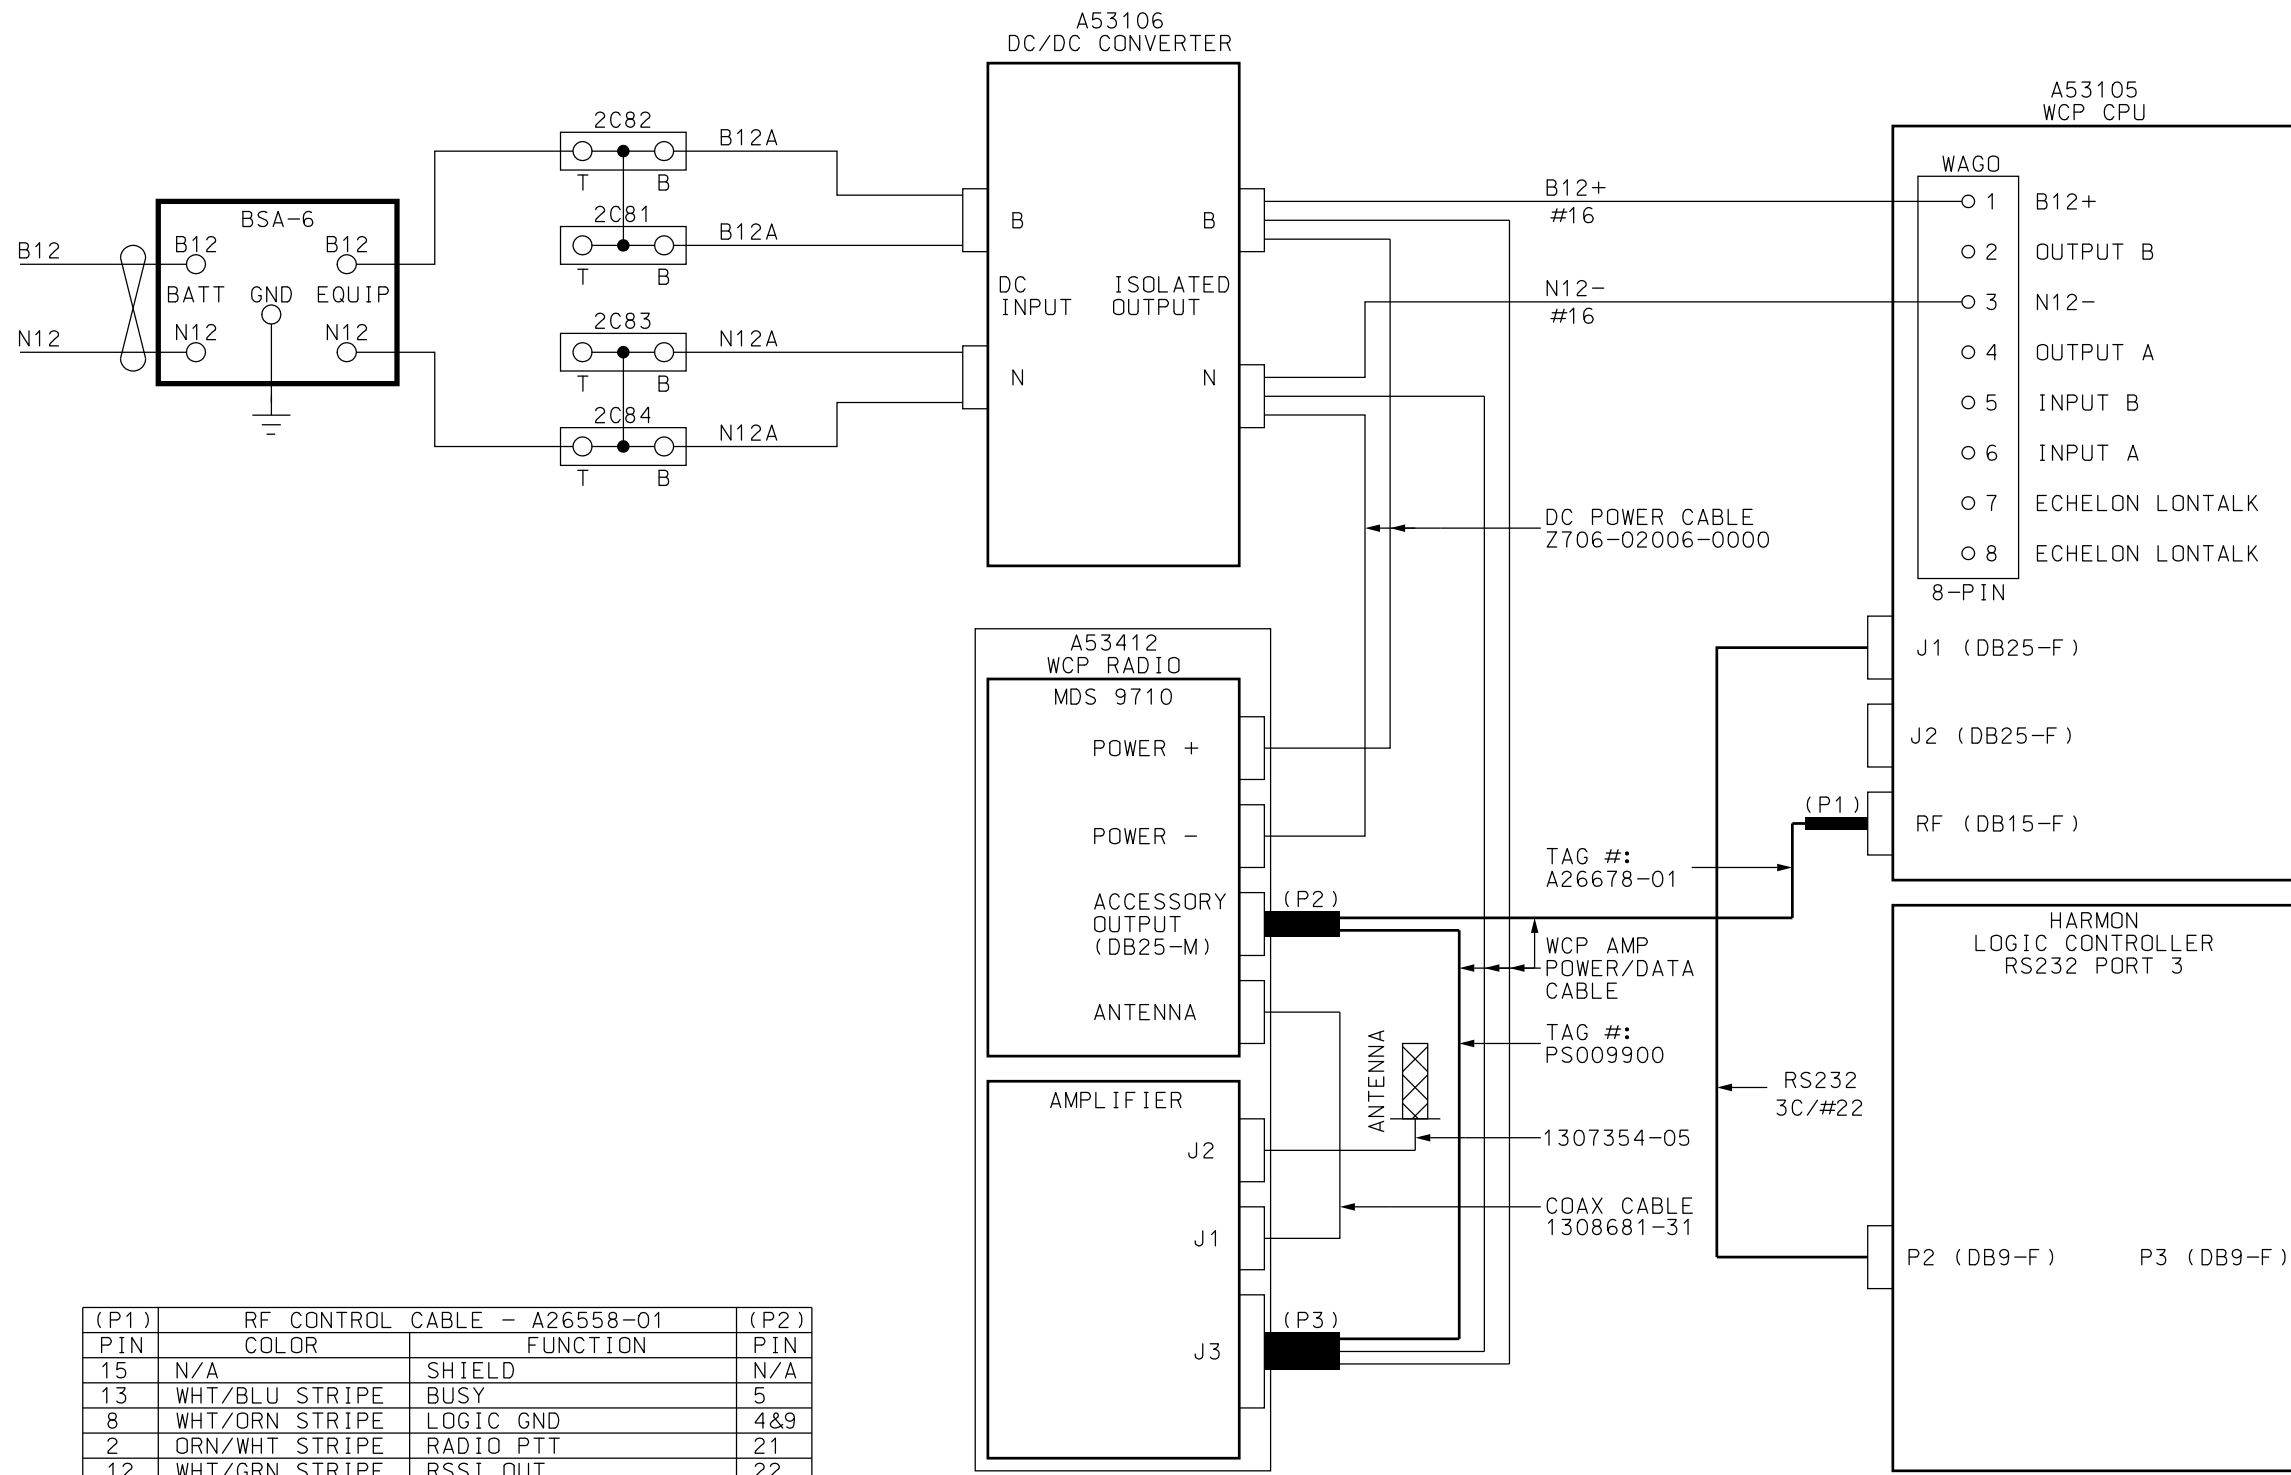 A53106
DC/DC CONVERTER
A53105
WCP CPU
2C82
B12A
T B
2C81
B12A
T B
2C83
N12A
T B
2C84
N12A
T B
BSA-6
B12
B12 B12
BATT GND EQUIP
N12
N12 N12
B B
DC INPUT
ISOLATED OUTPUT
N N
B12+
#16
N12-
#16
WAGO
1 B12+
2 OUTPUT B
3 N12-
4 OUTPUT A
5 INPUT B
6 INPUT A
7 ECHELON LONTALK
8 ECHELON LONTALK
8-PIN
J1 (DB25-F)
J2 (DB25-F)
(P1)
RF (DB15-F)
DC POWER CABLE
Z706-02006-0000
A53412
WCP RADIO
MDS 9710
POWER +
POWER -
ACCESSORY
OUTPUT
(DB25-M)
(P2)
ANTENNA
TAG #:
A26678-01
WCP AMP
POWER/DATA
CABLE
TAG #:
PS009900
ANTENNA
RS232
3C/#22
1307354-05
COAX CABLE
1308681-31
AMPLIFIER
J2
J1
(P3)
J3
HARMON
LOGIC CONTROLLER
RS232 PORT 3
P2 (DB9-F) P3 (DB9-F)
(P1) RF CONTROL CABLE - A26558-01 (P2)
PIN COLOR FUNCTION PIN
15 N/A SHIELD N/A
13 WHT/BLU STRIPE BUSY 5
8 WHT/ORN STRIPE LOGIC GND 4&9
2 ORN/WHT STRIPE RADIO PTT 21
12 WHT/GRN STRIPE RSSI OUT 22